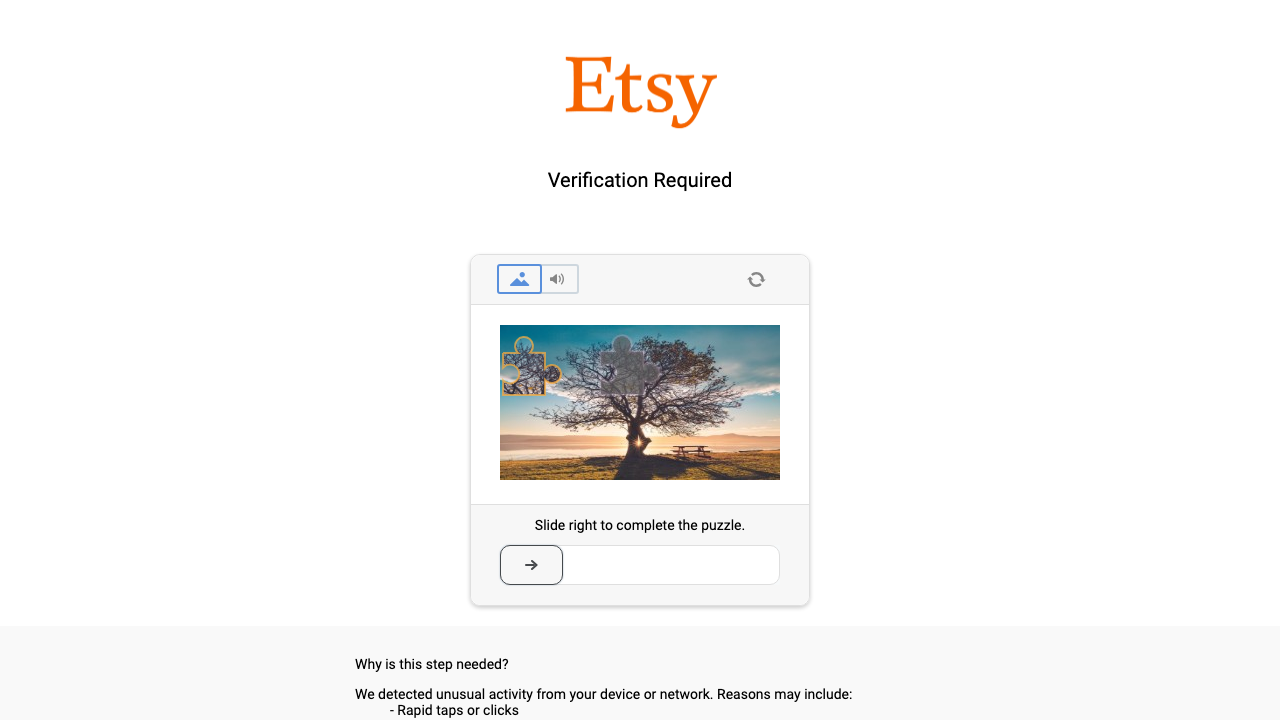 Etsy
Verification Required
Slide right to complete the puzzle.
Why is this step needed?
We detected unusual activity from your device or network. Reasons may include:
- Rapid taps or clicks